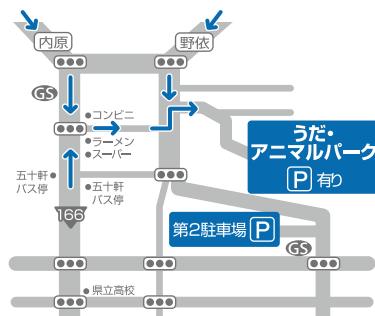 内原
野依
GS
コンビニ
ラーメン
スーパー
うだ・
アニマルパーク
P 有り
五十軒
バス停
五十軒
バス停
166
第2駐車場 P
GS
県立高校